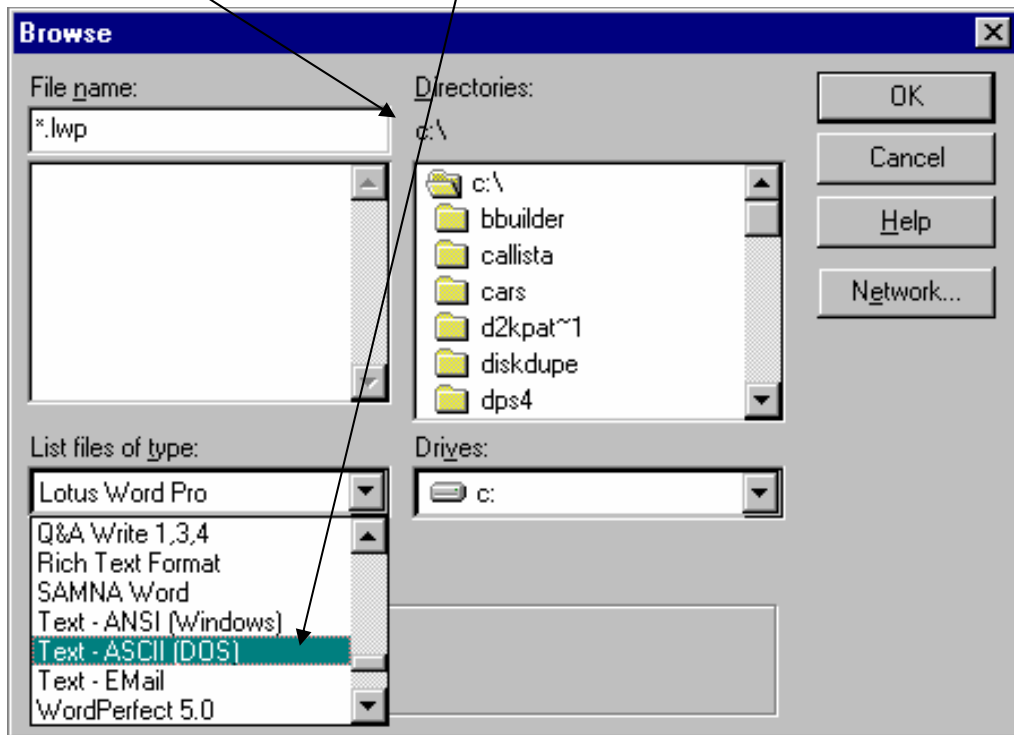 Browse
File name:
*.lwp
Directories:
c:\
c:\
bbuilder
callista
cars
d2kpat~1
diskdupe
dps4
OK
Cancel
Help
Network...
List files of type:
Lotus Word Pro
Q&A Write 1,3,4
Rich Text Format
SAMNA Word
Text - ANSI (Windows)
Text - ASCII (DOS)
Text - EMail
WordPerfect 5.0
Drives:
c: